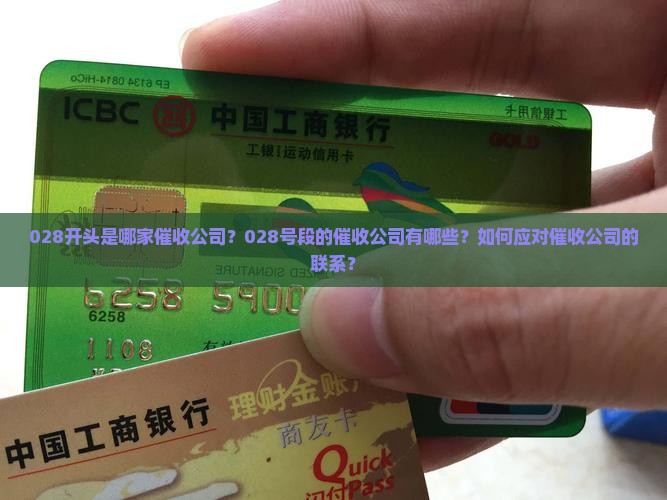 EP 6134 0814-HiCo
ICBC 中国工商银行
工银信用卡
工银!运动信用卡
GOLD
028开头是哪家催收公司？028号段的催收公司有哪些？如何应对催收公司的
联系？
6258 5900
6258
1108
中国工商银行
理财金账户
商友卡
Quick
闪付Pass